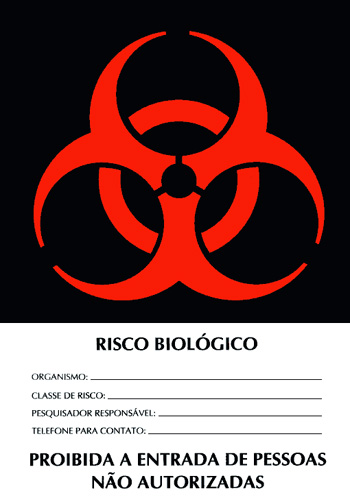 RISCO BIOLÓGICO
ORGANISMO:
CLASSE DE RISCO:
PESQUISADOR RESPONSÁVEL:
TELEFONE PARA CONTATO:
PROIBIDA A ENTRADA DE PESSOAS
NÃO AUTORIZADAS